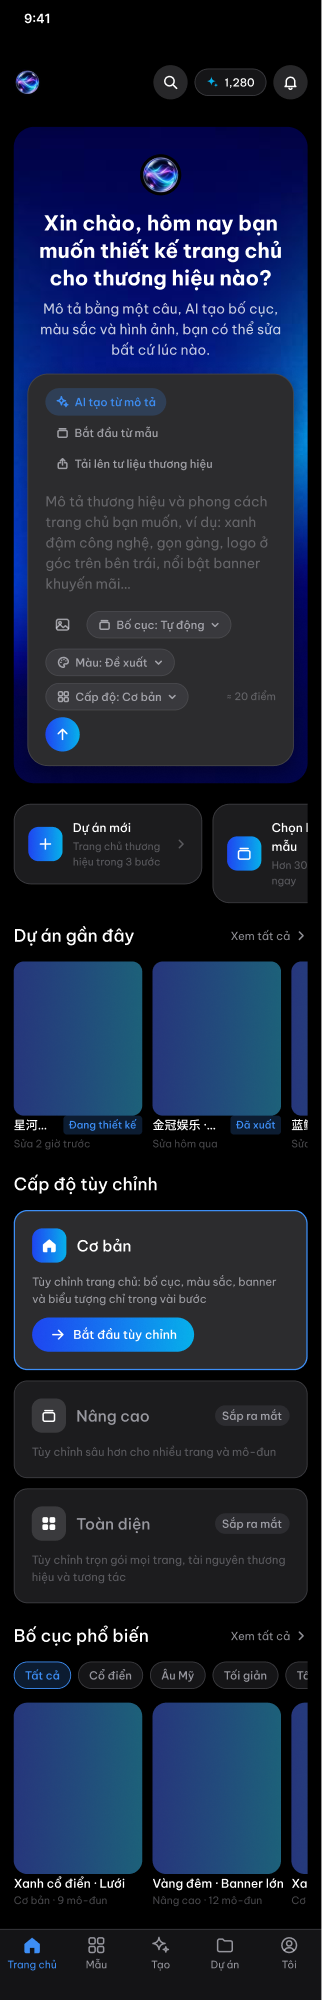 9:41
1,280
Xin chào, hôm nay bạn
muốn thiết kế trang chủ
cho thương hiệu nào?
Mô tả bằng một câu, AI tạo bố cục,
màu sắc và hình ảnh, bạn có thể sửa
bất cứ lúc nào.
AI tạo từ mô tả
Bắt đầu từ mẫu
Tải lên tư liệu thương hiệu
Mô tả thương hiệu và phong cách
trang chủ bạn muốn, ví dụ: xanh
đậm công nghệ, gọn gàng, logo ở
góc trên bên trái, nổi bật banner
khuyến mãi...
Bố cục: Tự động
Màu: Đề xuất
Cấp độ: Cơ bản
≈ 20 điểm
Dự án mới
Trang chủ thương
hiệu trong 3 bước
Chọn
mẫu
Hơn 30
ngay
Dự án gần đây
Xem tất cả
星河... Đang thiết kế
Sửa 2 giờ trước
金冠娱乐 ·... Đã xuất
Sửa hôm qua
Cấp độ tùy chỉnh
Cơ bản
Tùy chỉnh trang chủ: bố cục, màu sắc, banner
và biểu tượng chỉ trong vài bước
Bắt đầu tùy chỉnh
Nâng cao
Sắp ra mắt
Tùy chỉnh sâu hơn cho nhiều trang và mô-đun
Toàn diện
Sắp ra mắt
Tùy chỉnh trọn gói mọi trang, tài nguyên thương
hiệu và tương tác
Bố cục phổ biến
Xem tất cả
Tất cả
Cổ điển
Âu Mỹ
Tối giản
Xanh cổ điển · Lưới
Cơ bản · 9 mô-đun
Vàng đêm · Banner lớn
Nâng cao · 12 mô-đun
Trang chủ
Mẫu
Tạo
Dự án
Tôi